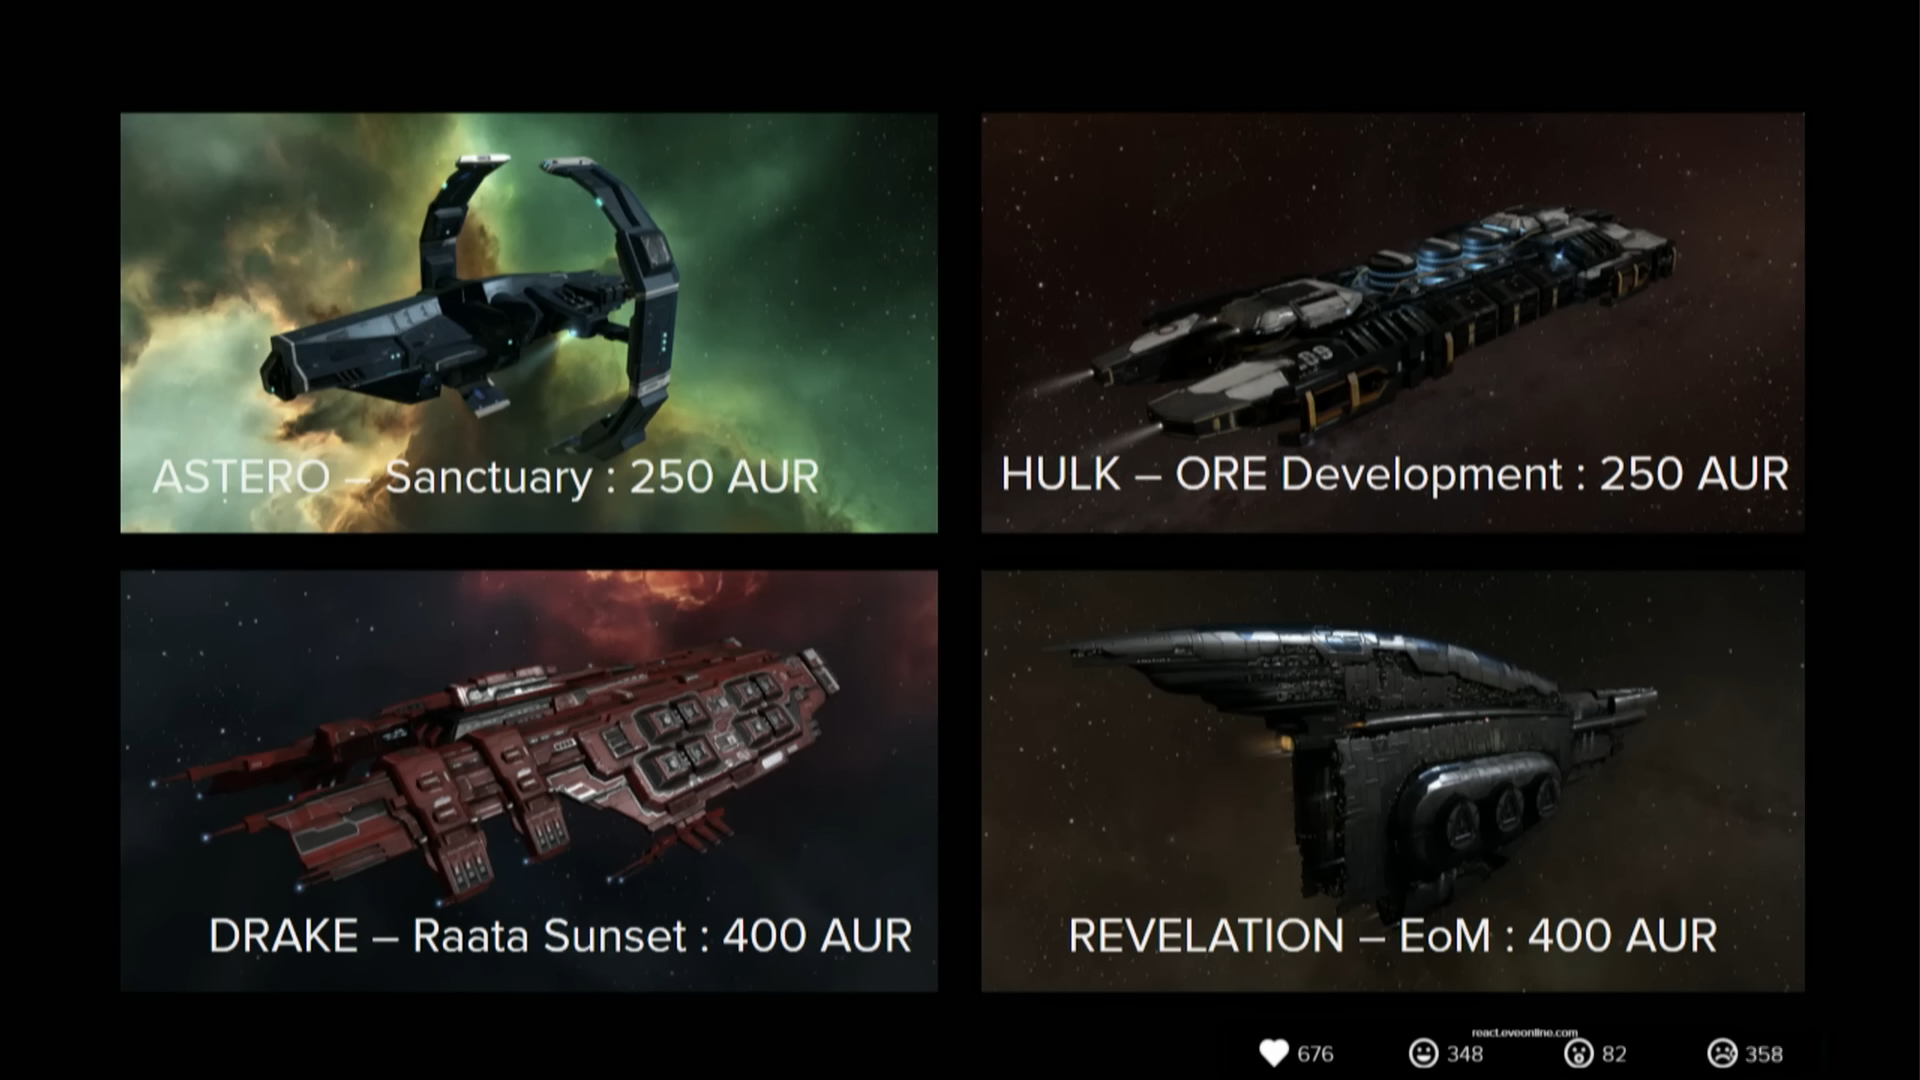 ASTERO – Sanctuary : 250 AUR
HULK – ORE Development : 250 AUR
DRAKE – Raata Sunset : 400 AUR
REVELATION – EoM : 400 AUR
react.eveonline.com
676 348 82 358